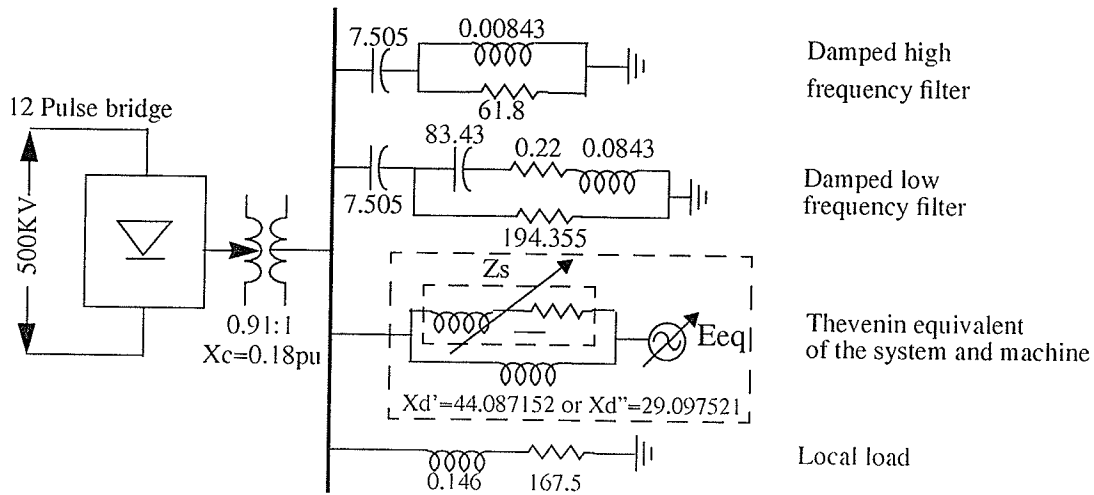 7.505
0.00843
61.8
Damped high
frequency filter
12 Pulse bridge
500KV
0.91:1
Xc=0.18pu
7.505
83.43
0.22
0.0843
194.355
Damped low
frequency filter
Zs
Eeq
Xd'=44.087152 or Xd"=29.097521
Thevenin equivalent
of the system and machine
0.146
167.5
Local load